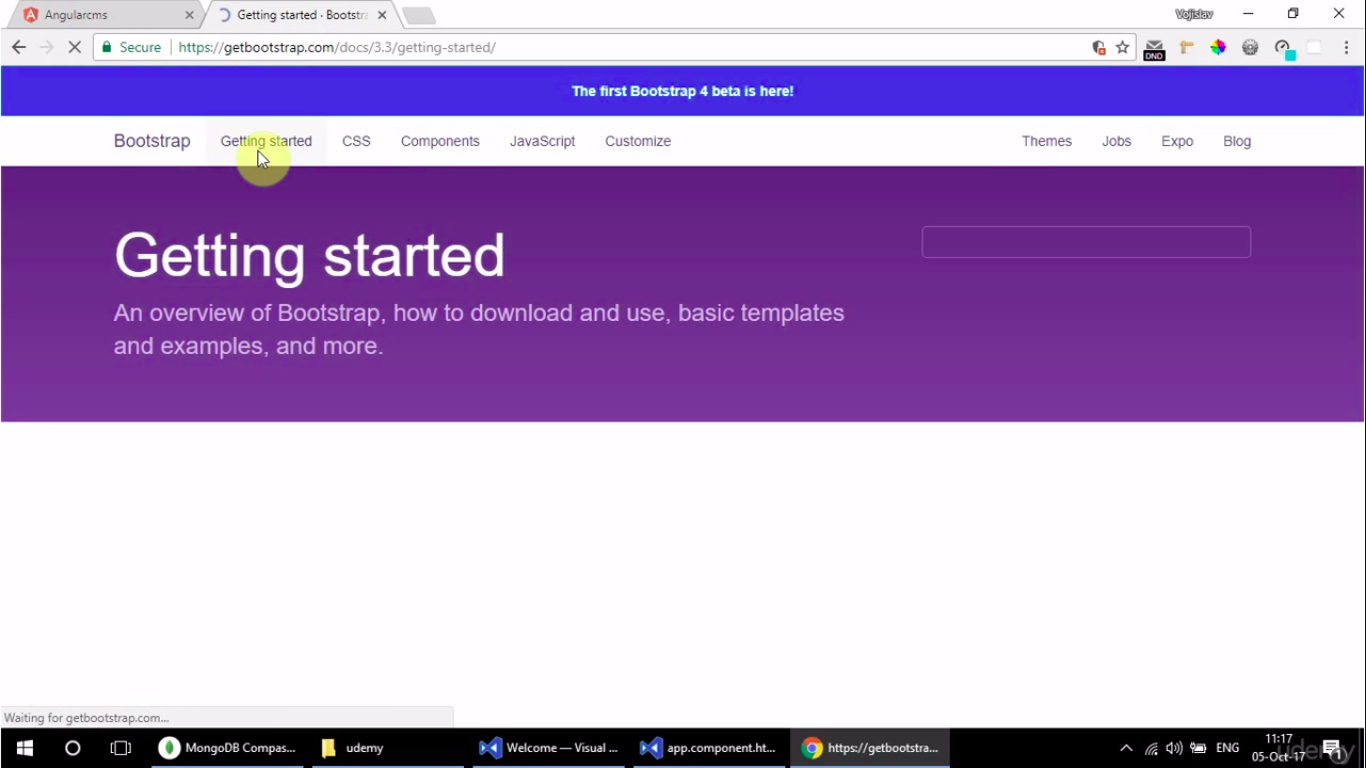 Angularcms
Getting started · Bootstra
Vojislav
Secure
https://getbootstrap.com/docs/3.3/getting-started/
DND
The first Bootstrap 4 beta is here!
Bootstrap
Getting started
CSS
Components
JavaScript
Customize
Themes
Jobs
Expo
Blog
Getting started
An overview of Bootstrap, how to download and use, basic templates
and examples, and more.
Waiting for getbootstrap.com...
MongoDB Compas...
udemy
Welcome — Visual ...
app.component.ht...
https://getbootstra...
ENG
11:17
05-Oct-17
1
udemy